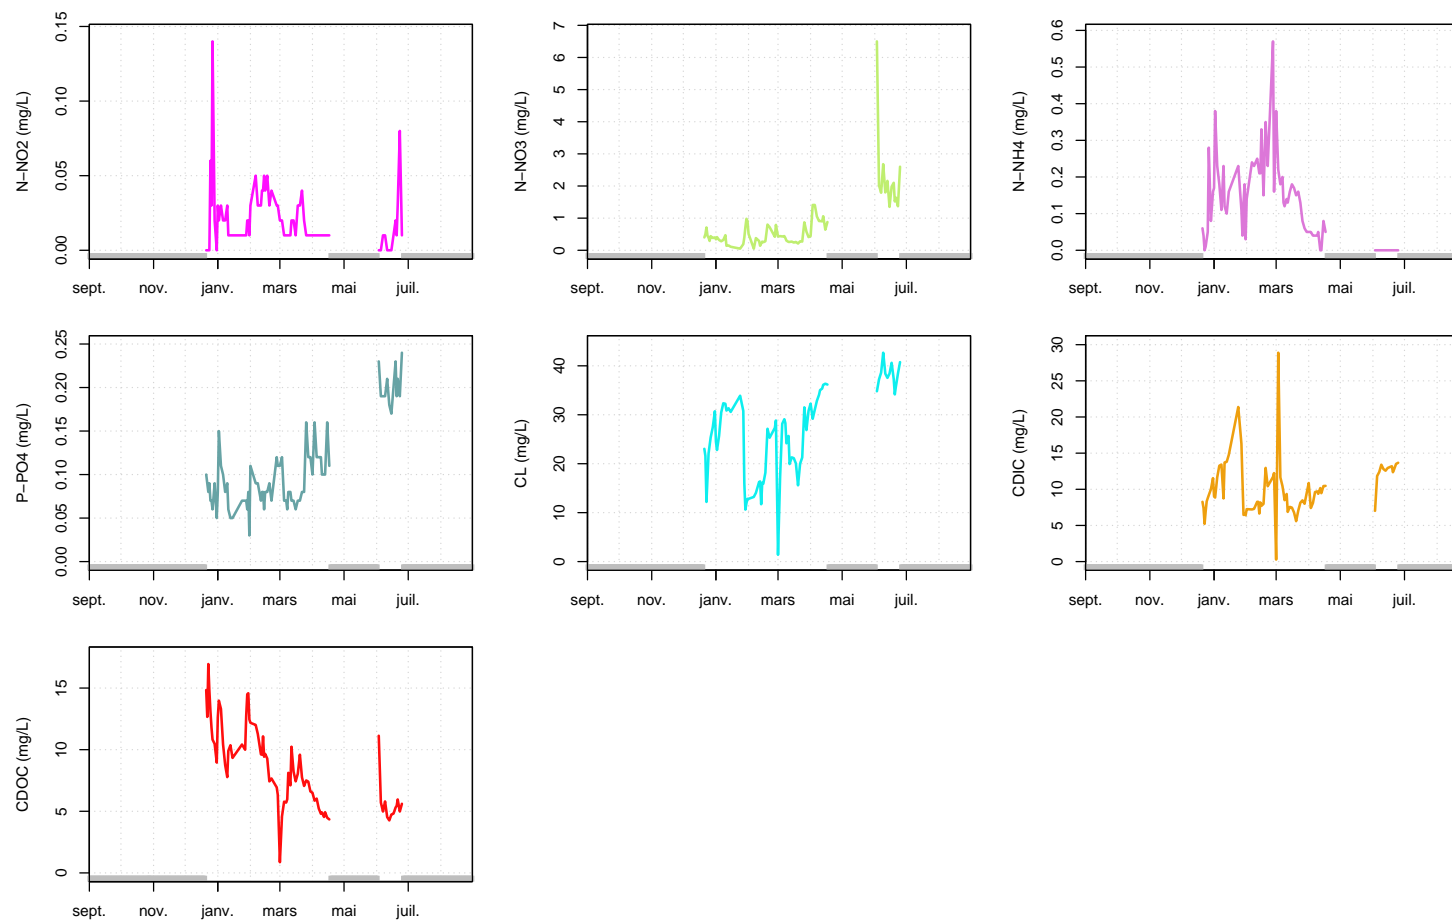 N−NO2 (mg/L)
0.00 0.05 0.10 0.15
sept. nov. janv. mars mai juil.
N−NO3 (mg/L)
0 1 2 3 4 5 6 7
sept. nov. janv. mars mai juil.
N−NH4 (mg/L)
0.0 0.1 0.2 0.3 0.4 0.5 0.6
sept. nov. janv. mars mai juil.
P−PO4 (mg/L)
0.00 0.05 0.10 0.15 0.20 0.25
sept. nov. janv. mars mai juil.
CL (mg/L)
0 10 20 30 40
sept. nov. janv. mars mai juil.
CDIC (mg/L)
0 5 10 15 20 25 30
sept. nov. janv. mars mai juil.
CDOC (mg/L)
0 5 10 15
sept. nov. janv. mars mai juil.